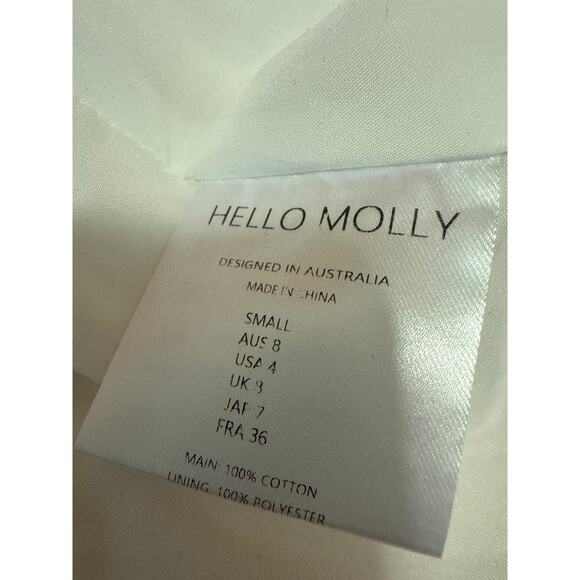 HELLO MOLLY
DESIGNED IN AUSTRALIA
MADE IN CHINA
SMALL
AUS 8
USA 4
UK 8
JAP 7
FRA 36
MAIN: 100% COTTON
LINING: 100% POLYESTER